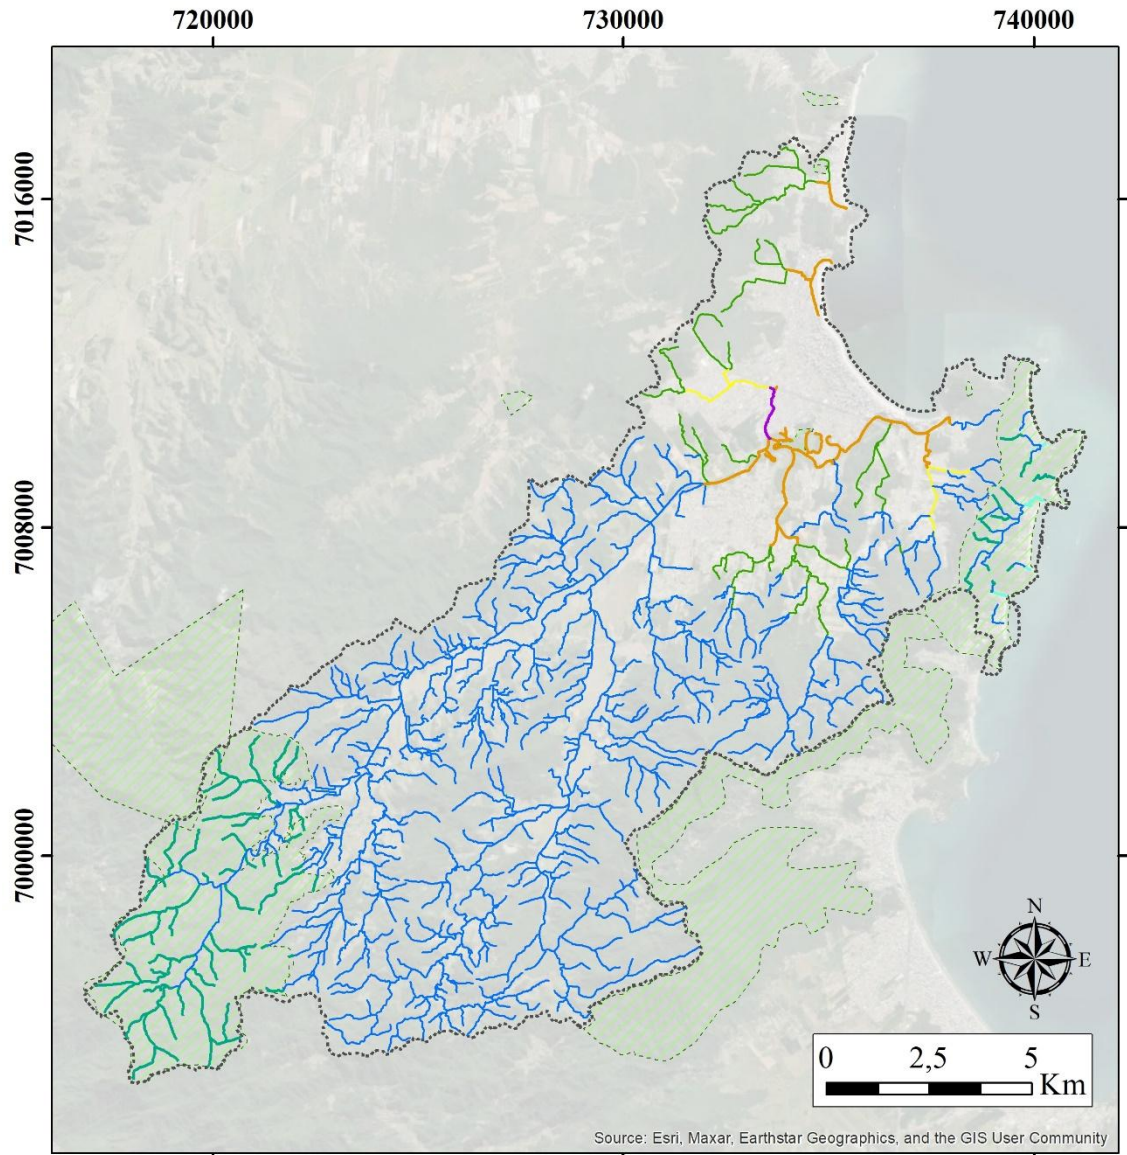 720000 730000 740000
7016000
7008000
7000000
N
W E
S
0 2,5 5
Km
Source: Esri, Maxar, Earthstar Geographics, and the GIS User Community